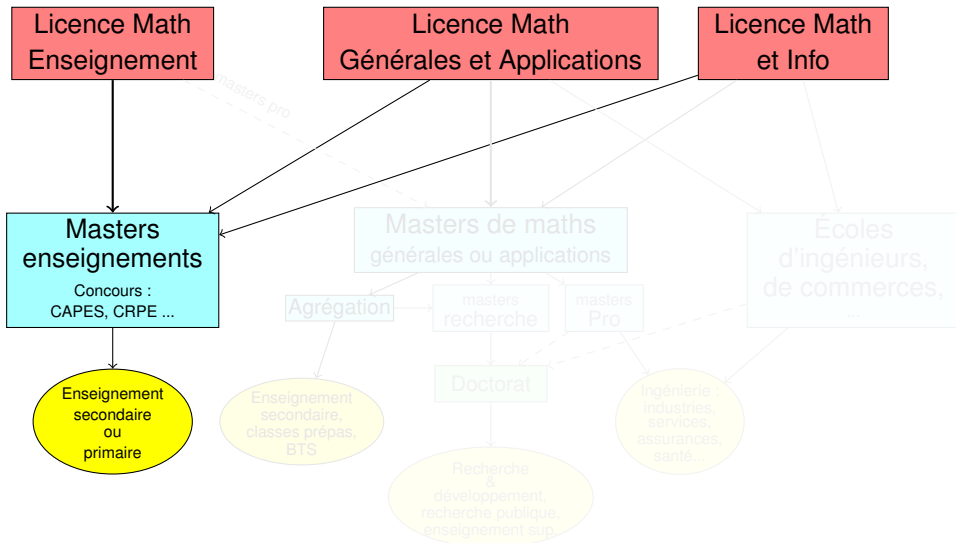 Licence Math
Enseignement
Licence Math
Générales et Applications
Licence Math
et Info
masters pro
Masters
enseignements
Concours :
CAPES, CRPE ...
Masters de maths
générales ou applications
École​s
d'ingénieurs,
de commerces,
...
Agrégation
masters
recherche
masters
Pro
Doctorat
Enseignement
secondaire
ou
primaire
Enseignement
secondaire,
classes prépas,
BTS
Ingénierie :
industries,
services,
assurances,
santé...
Recherche
&
développement,
recherche publique,
enseignement sup.